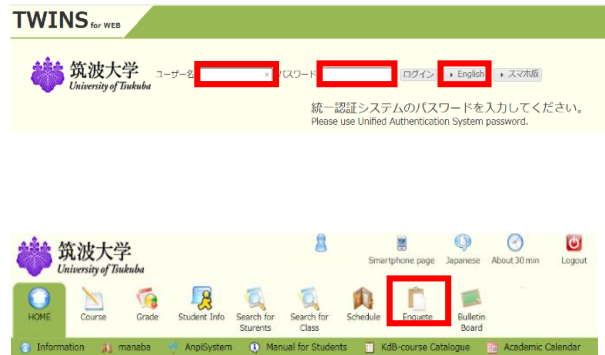 TWINS for WEB
筑波大学
University of Tsukuba
ユーザー名 パスワード ログイン English スマホ版
統一認証システムのパスワードを入力してください。
Please use Unified Authentication System password.
筑波大学
University of Tsukuba
Smartphone page Japanese About 30 min Logout
HOME Course Grade Student Info Search for Sturents Search for Class Schedule Enquete Bulletin Board
Information manaba AnpiSystem Manual for Students KdB-course Catalogue Academic Calendar